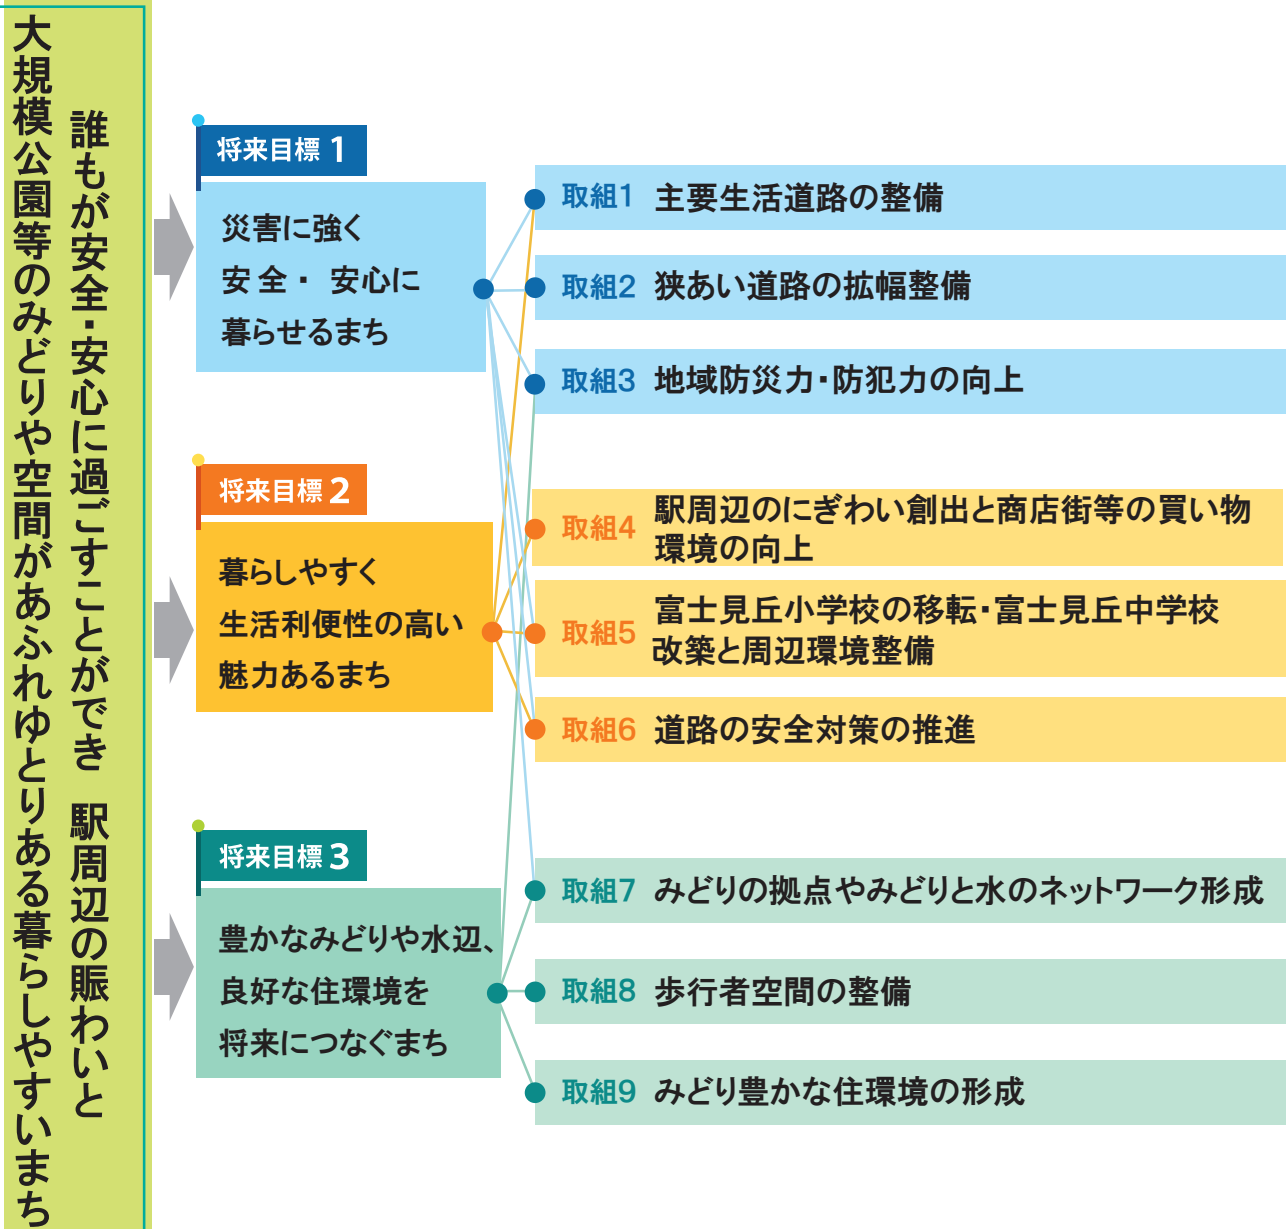 誰もが安全・安心に過ごすことができ 駅周辺の賑わいと
大規模公園等のみどりや空間があふれゆとりある暮らしやすいまち
将来目標 1
災害に強く
安全・安心に
暮らせるまち
取組1 主要生活道路の整備
取組2 狭あい道路の拡幅整備
取組3 地域防災力・防犯力の向上
将来目標 2
暮らしやすく
生活利便性の高い
魅力あるまち
取組4 駅周辺のにぎわい創出と商店街等の買い物
環境の向上
取組5 富士見丘小学校の移転・富士見丘中学校
改築と周辺環境整備
取組6 道路の安全対策の推進
将来目標 3
豊かなみどりや水辺、
良好な住環境を
将来につなぐまち
取組7 みどりの拠点やみどりと水のネットワーク形成
取組8 歩行者空間の整備
取組9 みどり豊かな住環境の形成